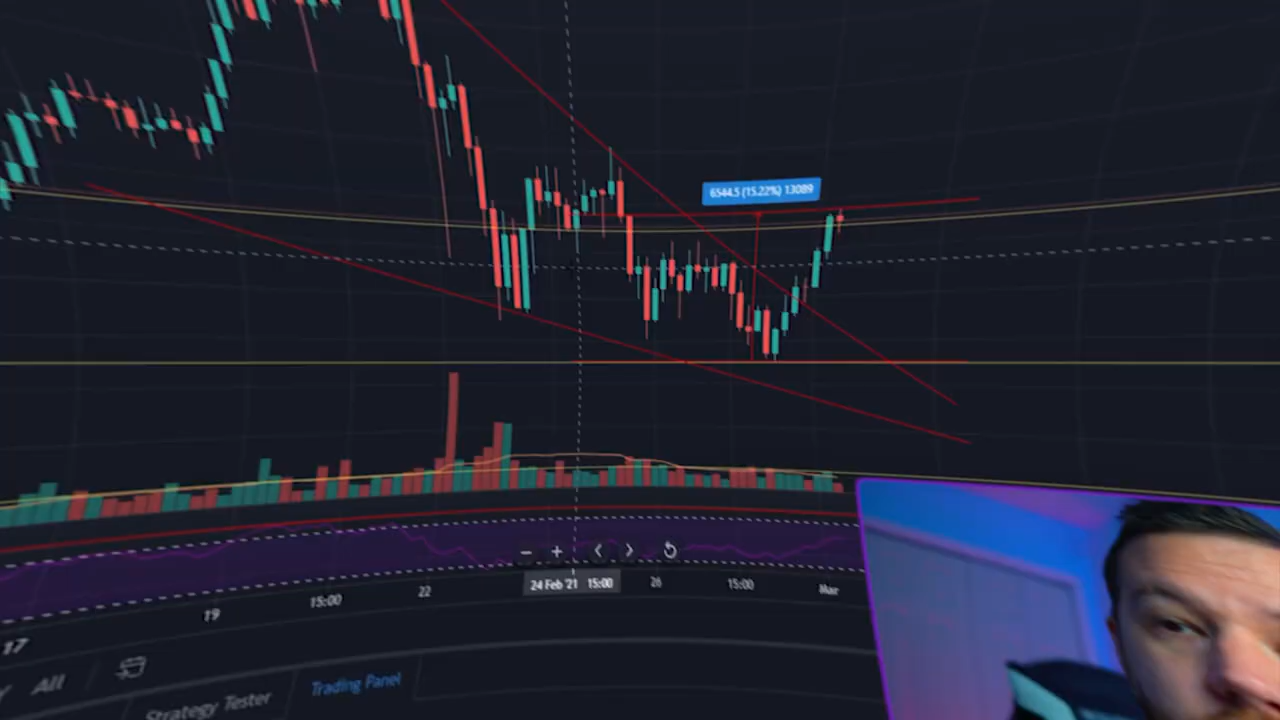 6544.5 (15.22%) 13089
24 Feb '21 15:00
26
15:00
Mar
22
15:00
19
17
All
Strategy Tester
Trading Panel